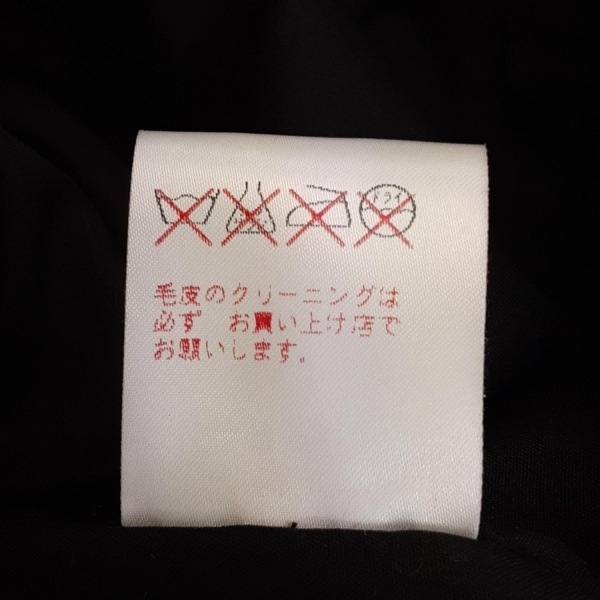 ドライ
毛皮のクリーニングは
必ず　お買い上げ店で
お願いします。